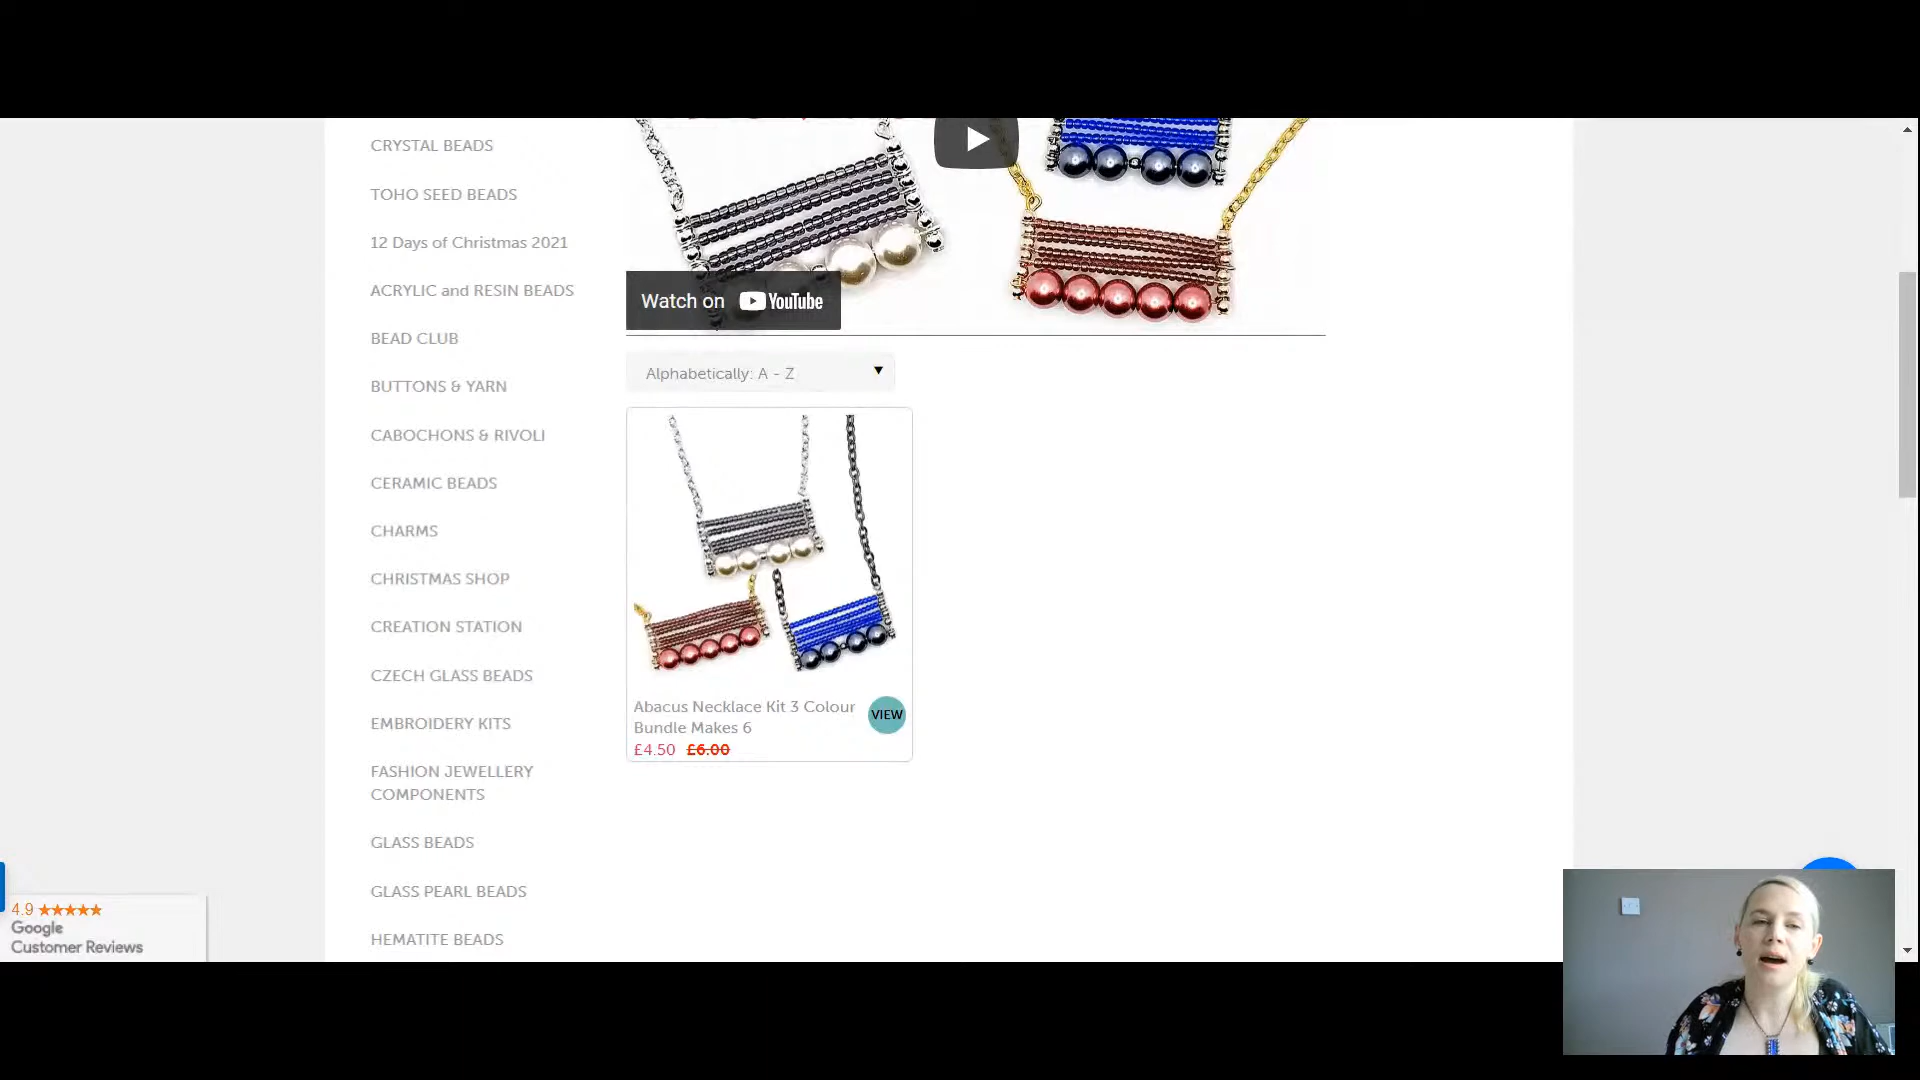 CRYSTAL BEADS
TOHO SEED BEADS
12 Days of Christmas 2021
ACRYLIC and RESIN BEADS
BEAD CLUB
BUTTONS & YARN
CABOCHONS & RIVOLI
CERAMIC BEADS
CHARMS
CHRISTMAS SHOP
CREATION STATION
CZECH GLASS BEADS
EMBROIDERY KITS
FASHION JEWELLERY
COMPONENTS
GLASS BEADS
GLASS PEARL BEADS
HEMATITE BEADS
Watch on YouTube
Alphabetically: A - Z
Abacus Necklace Kit 3 Colour
Bundle Makes 6
£4.50 £6.00
VIEW
4.9 ★★★★★
Google
Customer Reviews